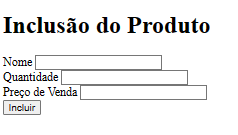 Inclusão do Produto
Nome
Quantidade
Preço de Venda
Incluir